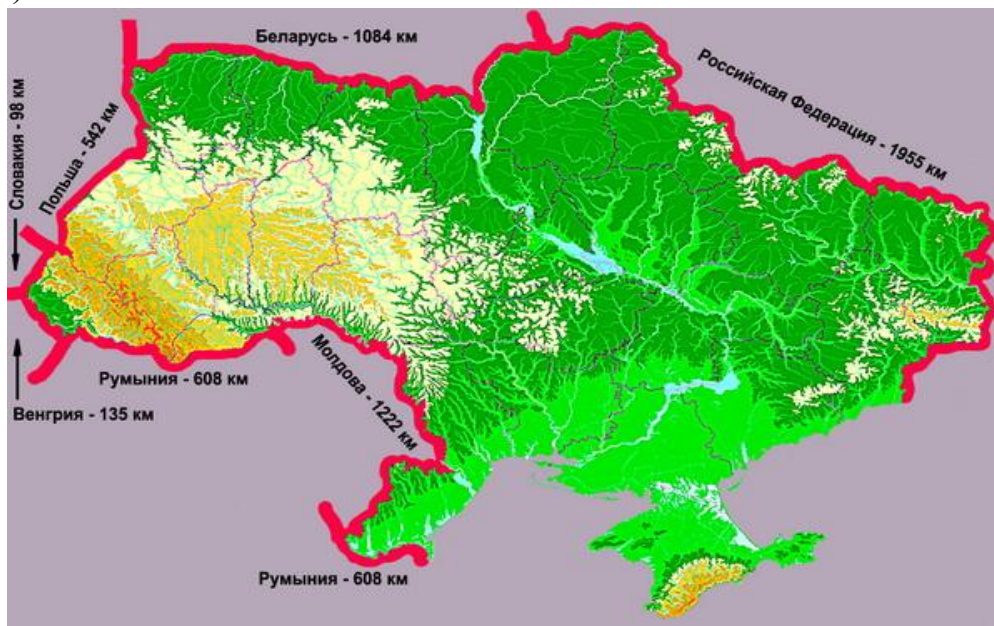 Беларусь - 1084 км
Российская Федерация - 1955 км
Словакия - 98 км
Польша - 542 км
Румыния - 608 км
Венгрия - 135 км
Молдова - 1222 км
Румыния - 608 км